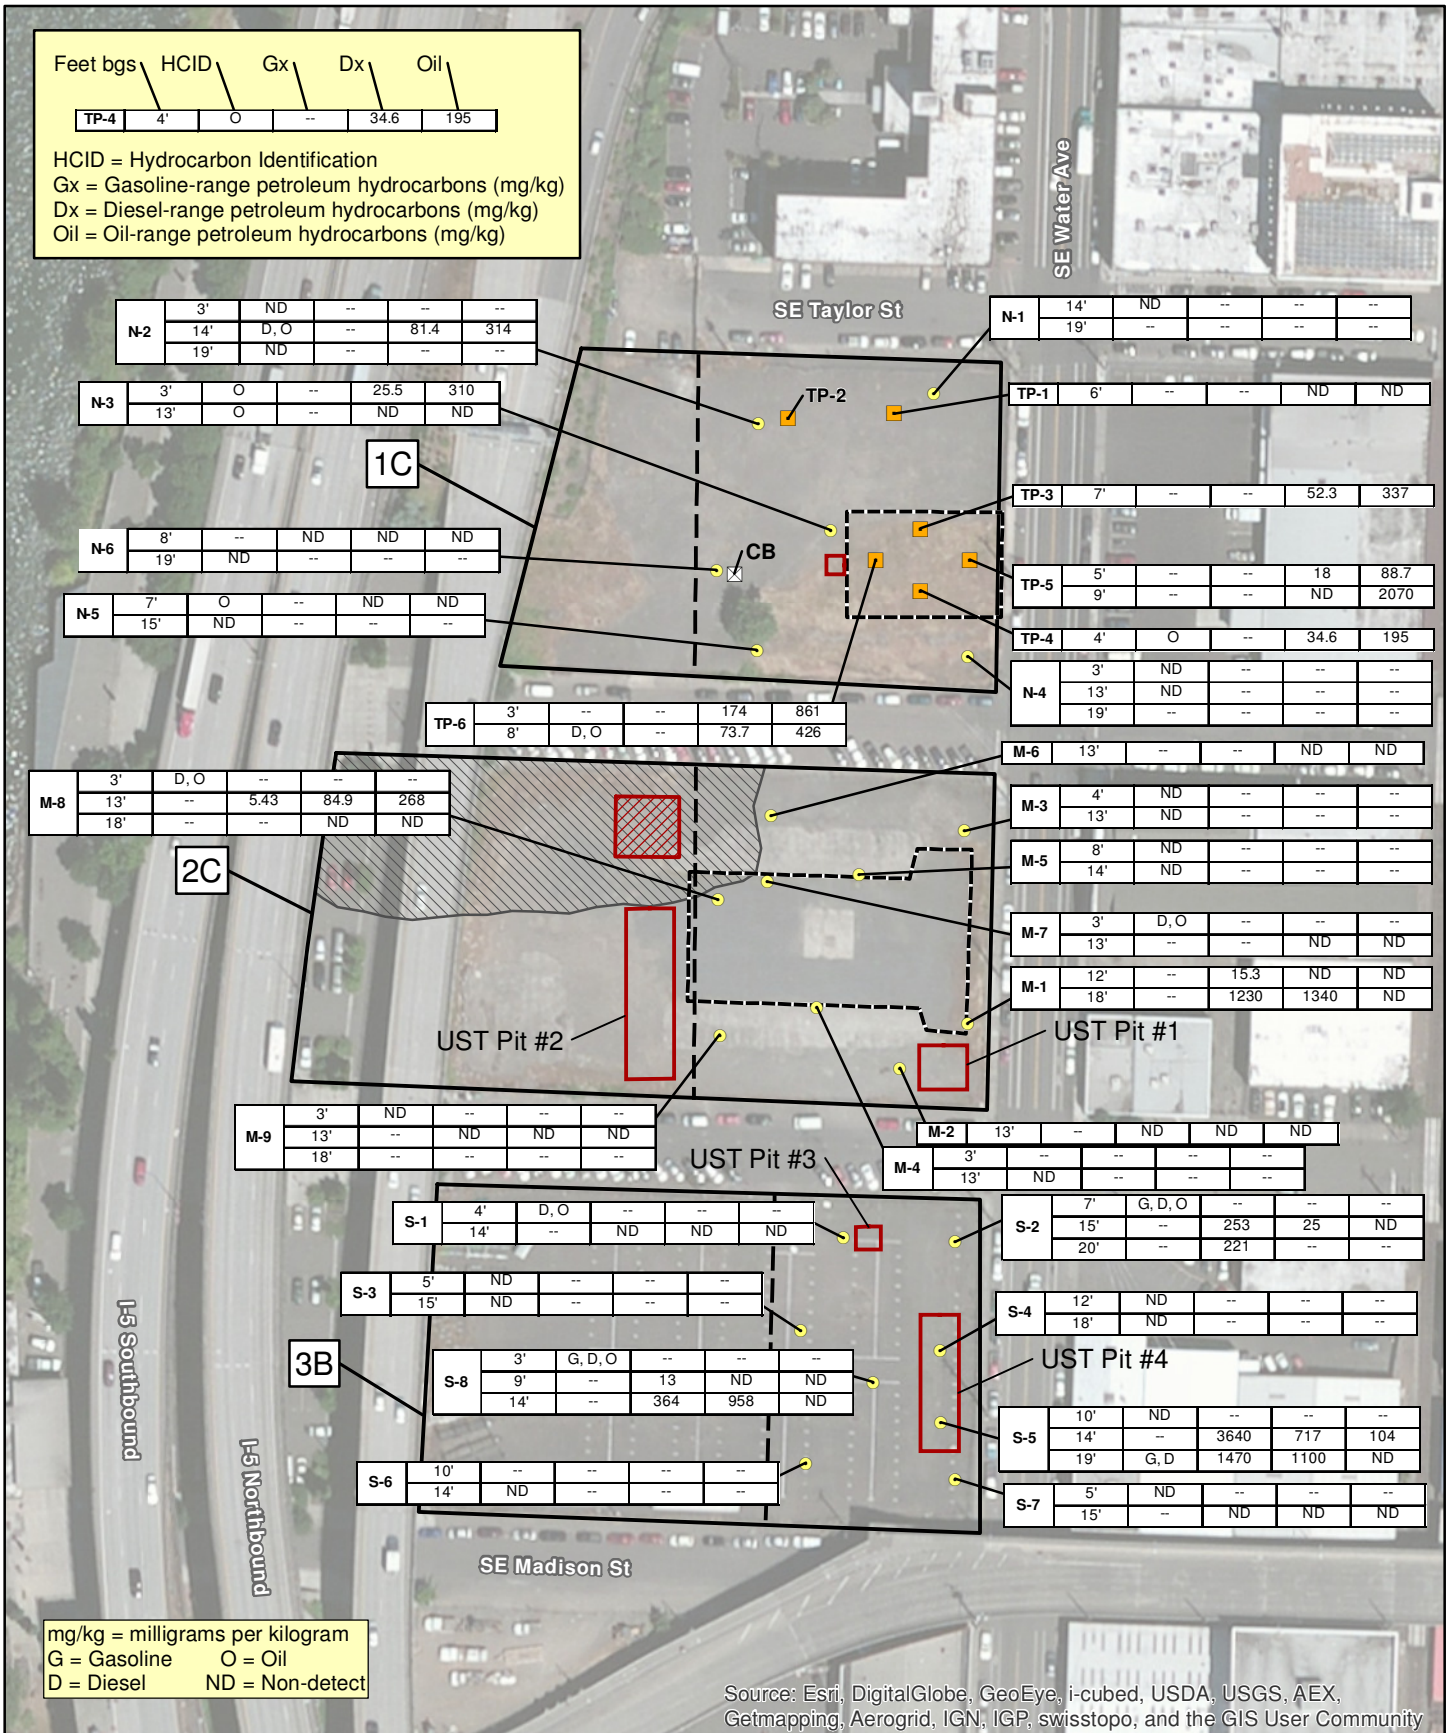 Feet bgs HCID Gx Dx Oil
TP-4 4' O -- 34.6 195
HCID = Hydrocarbon Identification
Gx = Gasoline-range petroleum hydrocarbons (mg/kg)
Dx = Diesel-range petroleum hydrocarbons (mg/kg)
Oil = Oil-range petroleum hydrocarbons (mg/kg)
SE Water Ave
SE Taylor St
N-2
3' ND -- -- --
14' D, O -- 81.4 314
19' ND -- -- --
N-1
14' ND -- -- --
19' -- -- -- --
N-3
3' O -- 25.5 310
13' O -- ND ND
TP-2
TP-1 6' -- -- ND ND
1C
TP-3 7' -- -- 52.3 337
N-6
8' -- ND ND ND
19' ND -- -- --
CB
TP-5
5' -- -- 18 88.7
9' -- -- ND 2070
N-5
7' O -- ND ND
15' ND -- -- --
TP-4 4' O -- 34.6 195
N-4
3' ND -- -- --
13' ND -- -- --
19' -- -- -- --
TP-6
3' -- -- 174 861
8' D, O -- 73.7 426
M-6 13' -- -- ND ND
M-8
3' D, O -- -- --
13' -- 5.43 84.9 268
18' -- -- ND ND
M-3
4' ND -- -- --
13' ND -- -- --
2C
M-5
8' ND -- -- --
14' ND -- -- --
M-7
3' D, O -- -- --
13' -- -- ND ND
M-1
12' -- 15.3 ND ND
18' -- 1230 1340 ND
UST Pit #2
UST Pit #1
M-9
3' ND -- -- --
13' -- ND ND ND
18' -- -- -- --
M-2 13' -- ND ND ND
M-4
3' -- -- -- --
13' ND -- -- --
UST Pit #3
S-1
4' D, O -- -- --
14' -- ND ND ND
S-2
7' G, D, O -- -- --
15' -- 253 25 ND
20' -- 221 -- --
S-3
5' ND -- -- --
15' ND -- -- --
S-4
12' ND -- -- --
18' ND -- -- --
3B
S-8
3' G, D, O -- -- --
9' -- 13 ND ND
14' -- 364 958 ND
UST Pit #4
S-5
10' ND -- -- --
14' -- 3640 717 104
19' G, D 1470 1100 ND
S-6
10' -- -- -- --
14' ND -- -- --
S-7
5' ND -- -- --
15' -- ND ND ND
I-5 Southbound
I-5 Northbound
SE Madison St
mg/kg = milligrams per kilogram
G = Gasoline O = Oil
D = Diesel ND = Non-detect
Source: Esri, DigitalGlobe, GeoEye, i-cubed, USDA, USGS, AEX,
Getmapping, Aerogrid, IGN, IGP, swisstopo, and the GIS User Community